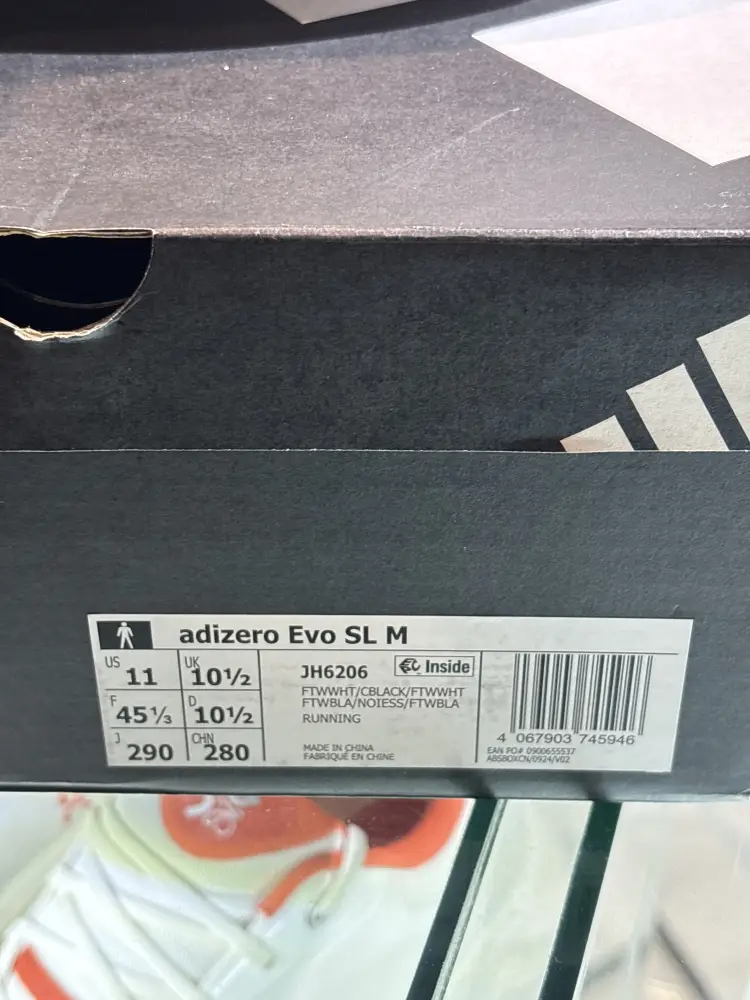 adizero Evo SL M
US 11 UK 10½
F 45⅓ D 10½
J 290 CHN 280
JH6206 Inside
FTWWHT/CBLACK/FTWWHT
FTWBLA/NOIESS/FTWBLA
RUNNING
MADE IN CHINA
FABRIQUÉ EN CHINE
4 067903 745946
EAN PO# 0900655537
ABSBOXCN/0924/V02